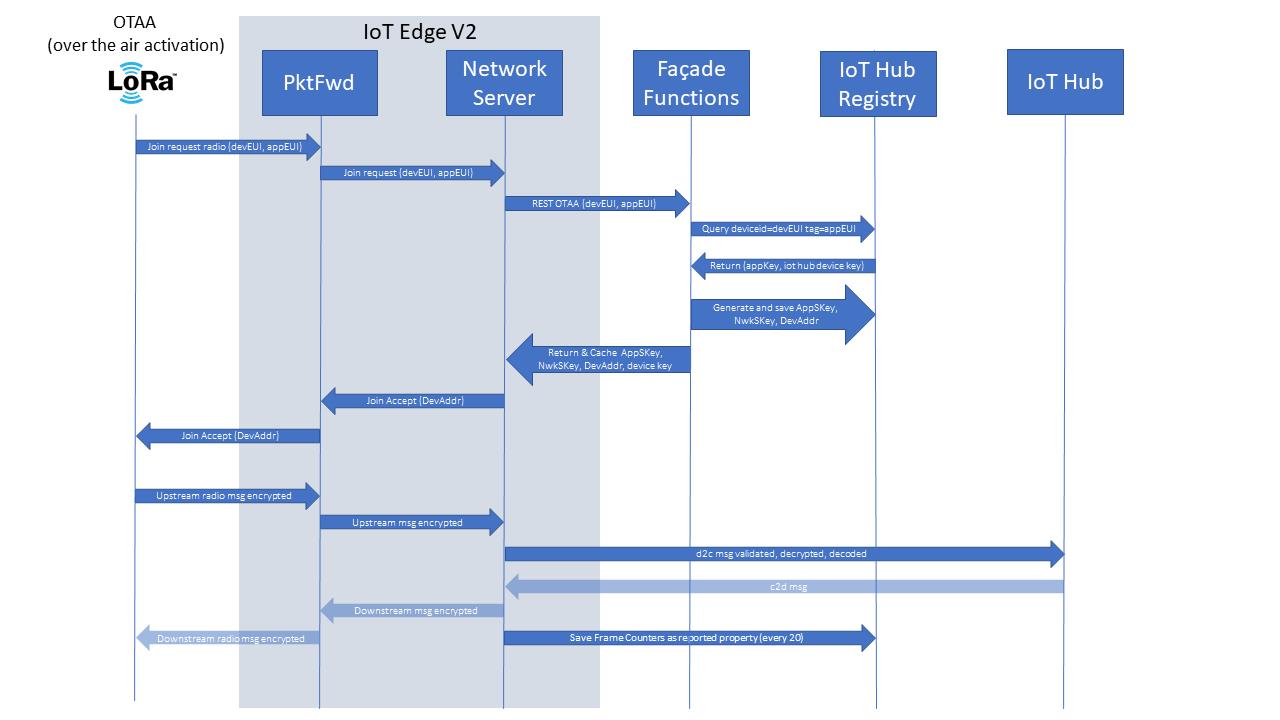 OTAA
(over the air activation)
LoRa™
IoT Edge V2
PktFwd
Network
Server
Façade
Functions
IoT Hub
Registry
IoT Hub
Join request radio (devEUI, appEUI)
Join request (devEUI, appEUI)
REST OTAA (devEUI, appEUI)
Query deviceid=devEUI tag=appEUI
Return (appKey, iot hub device key)
Generate and save AppSKey,
NwkSKey, DevAddr
Return & Cache AppSKey,
NwkSKey, DevAddr, device key
Join Accept (DevAddr)
Join Accept (DevAddr)
Upstream radio msg encrypted
Upstream msg encrypted
d2c msg validated, decrypted, decoded
c2d msg
Downstream msg encrypted
Downstream radio msg encrypted
Save Frame Counters as reported property (every 20)